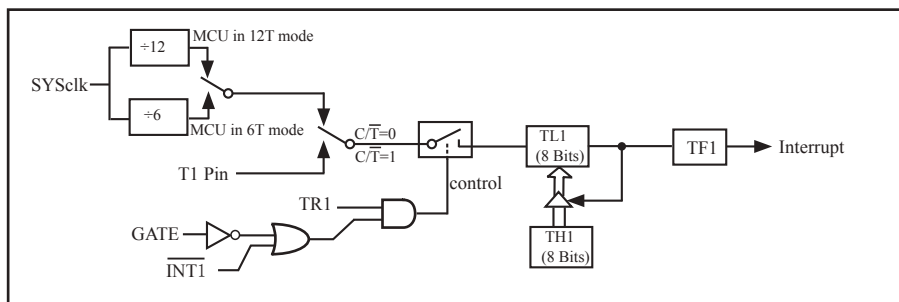 MCU in 12T mode
÷12
SYSclk
÷6
MCU in 6T mode
C/T̅=0
C/T̅=1
T1 Pin
control
TL1
(8 Bits)
TF1
Interrupt
TR1
GATE
I̅N̅T̅1̅
TH1
(8 Bits)